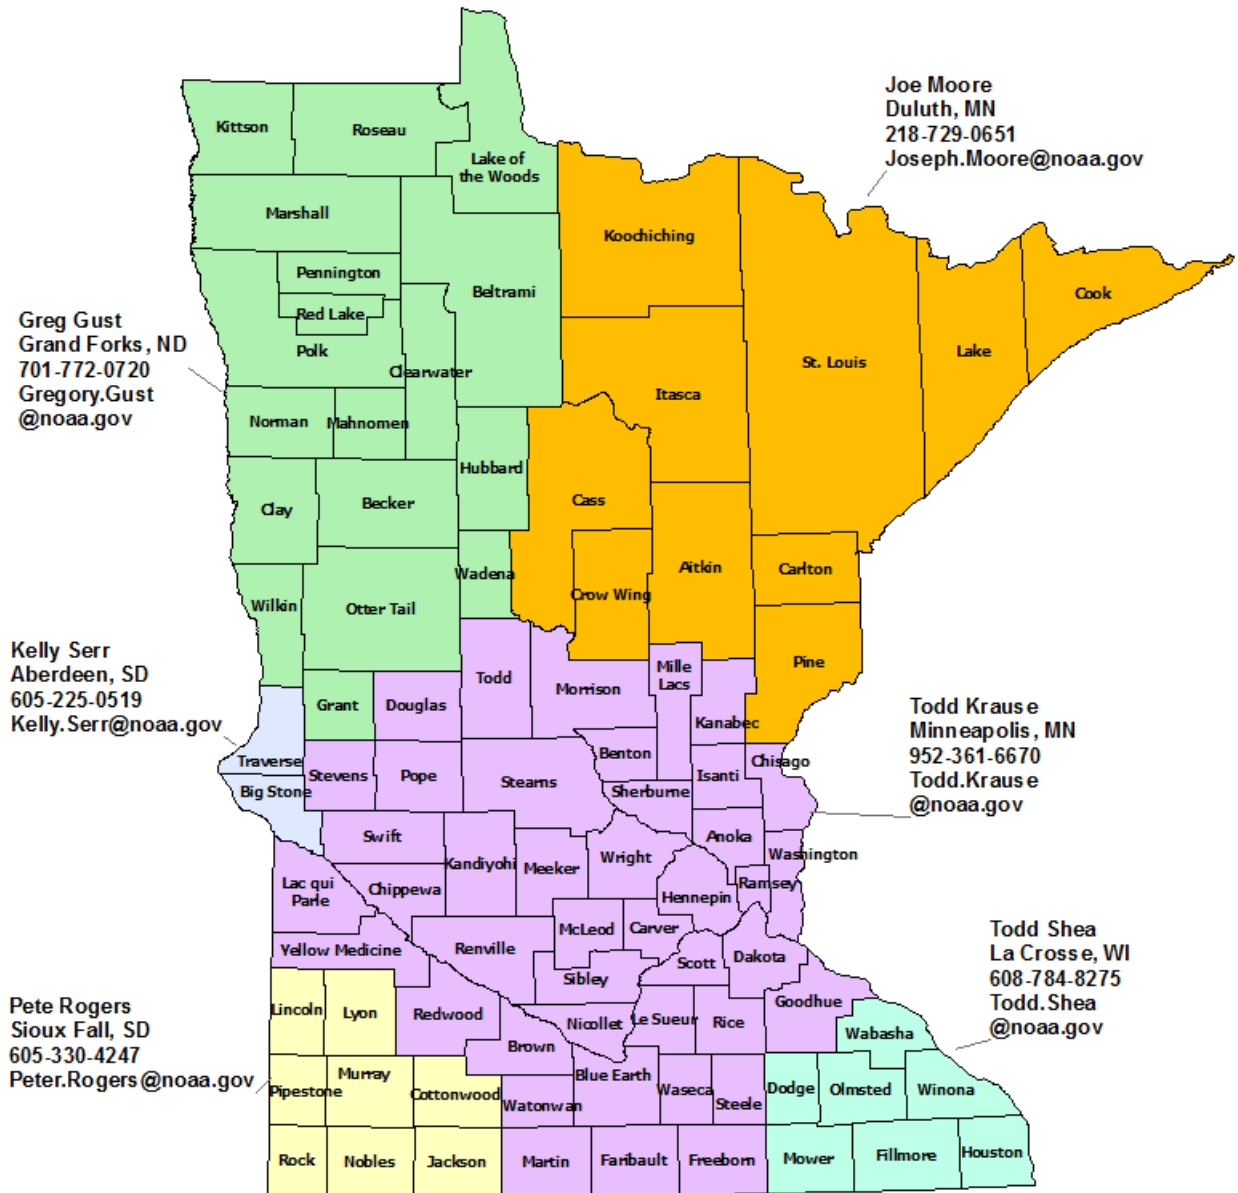 Joe Moore
Duluth, MN
218-729-0651
Joseph.Moore@noaa.gov
Kittson
Roseau
Lake of
the Woods
Marshall
Koochiching
Pennington
Beltrami
Cook
Red Lake
Greg Gust
Grand Forks, ND
701-772-0720
Gregory.Gust
@noaa.gov
Polk
Clearwater
St. Louis
Lake
Itasca
Norman
Mahnomen
Hubbard
Clay
Becker
Cass
Wadena
Aitkin
Carlton
Wilkin
Otter Tail
Crow Wing
Kelly Serr
Aberdeen, SD
605-225-0519
Kelly.Serr@noaa.gov
Grant
Douglas
Todd
Morrison
Mille
Lacs
Pine
Kanabec
Todd Krause
Minneapolis, MN
952-361-6670
Todd.Krause
@noaa.gov
Traverse
Stevens
Pope
Stearns
Benton
Isanti
Chisago
Big Stone
Sherburne
Swift
Kandiyohi
Meeker
Wright
Anoka
Washington
Lac qui
Parle
Chippewa
Hennepin
Ramsey
Yellow Medicine
Renville
McLeod
Carver
Scott
Dakota
Todd Shea
La Crosse, WI
608-784-8275
Todd.Shea
@noaa.gov
Sibley
Pete Rogers
Sioux Fall, SD
605-330-4247
Peter.Rogers@noaa.gov
Lincoln
Lyon
Redwood
Nicollet
Le Sueur
Rice
Goodhue
Wabasha
Brown
Pipestone
Murray
Cottonwood
Watonwan
Blue Earth
Waseca
Steele
Dodge
Olmsted
Winona
Rock
Nobles
Jackson
Martin
Faribault
Freeborn
Mower
Fillmore
Houston